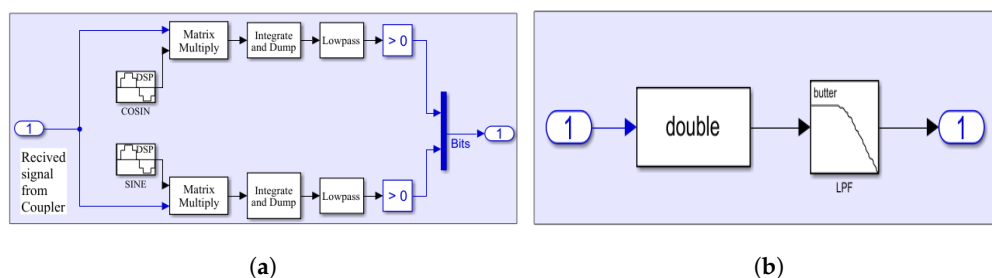 Matrix
Multiply
Integrate
and Dump
Lowpass
> 0
DSP
COSIN
1
Recived
signal
from
Coupler
DSP
SINE
Matrix
Multiply
Integrate
and Dump
Lowpass
> 0
Bits
1
(a)
1
double
butter
LPF
1
(b)